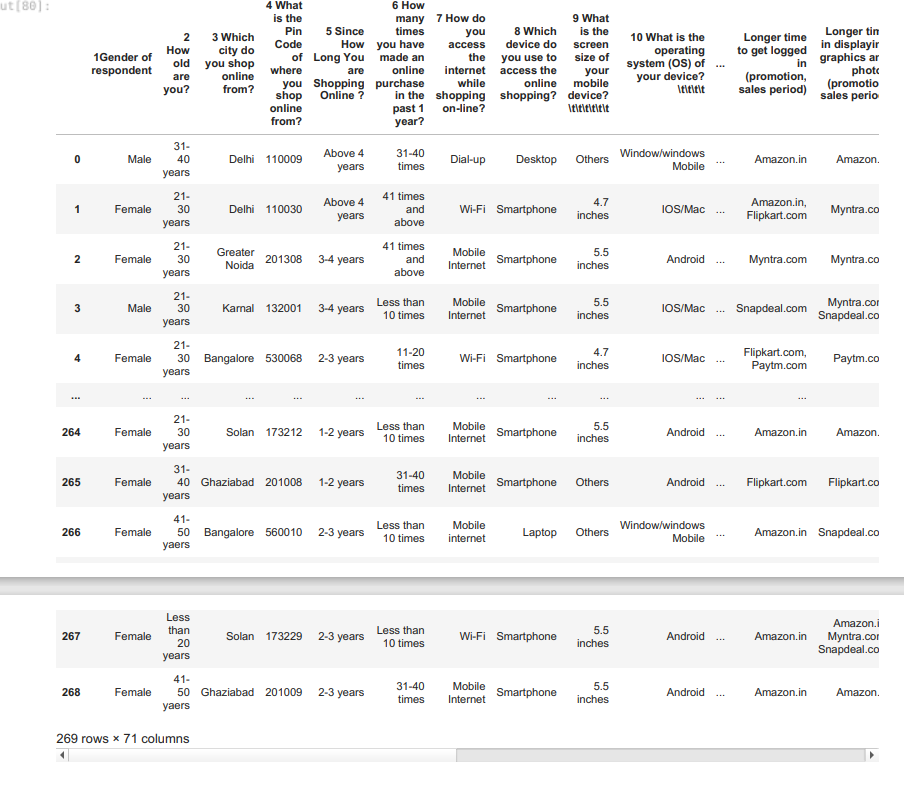 ut[80]:
1Gender of respondent	2 How old are you?	3 Which city do you shop online from?	4 What is the Pin Code of where you shop online from?	5 Since How Long You are Shopping Online ?	6 How many times you have made an online purchase in the past 1 year?	7 How do you access the internet while shopping on-line?	8 Which device do you use to access the online shopping?	9 What is the screen size of your mobile device? \t\t\t\t\t\t	10 What is the operating system (OS) of your device? \t\t\t\t	...	Longer time to get logged in (promotion, sales period)	Longer tim in displayin graphics an photo (promotio sales perio
0	Male	31-40 years	Delhi	110009	Above 4 years	31-40 times	Dial-up	Desktop	Others	Window/windows Mobile	...	Amazon.in	Amazon.
1	Female	21-30 years	Delhi	110030	Above 4 years	41 times and above	Wi-Fi	Smartphone	4.7 inches	IOS/Mac	...	Amazon.in, Flipkart.com	Myntra.co
2	Female	21-30 years	Greater Noida	201308	3-4 years	41 times and above	Mobile Internet	Smartphone	5.5 inches	Android	...	Myntra.com	Myntra.co
3	Male	21-30 years	Karnal	132001	3-4 years	Less than 10 times	Mobile Internet	Smartphone	5.5 inches	IOS/Mac	...	Snapdeal.com	Myntra.com Snapdeal.co
4	Female	21-30 years	Bangalore	530068	2-3 years	11-20 times	Wi-Fi	Smartphone	4.7 inches	IOS/Mac	...	Flipkart.com, Paytm.com	Paytm.co
...	...	...	...	...	...	...	...	...	...	...	...	...
264	Female	21-30 years	Solan	173212	1-2 years	Less than 10 times	Mobile Internet	Smartphone	5.5 inches	Android	...	Amazon.in	Amazon.
265	Female	31-40 years	Ghaziabad	201008	1-2 years	31-40 times	Mobile Internet	Smartphone	Others	Android	...	Flipkart.com	Flipkart.co
266	Female	41-50 yaers	Bangalore	560010	2-3 years	Less than 10 times	Mobile internet	Laptop	Others	Window/windows Mobile	...	Amazon.in	Snapdeal.co
267	Female	Less than 20 years	Solan	173229	2-3 years	Less than 10 times	Wi-Fi	Smartphone	5.5 inches	Android	...	Amazon.in	Amazon.i Myntra.com Snapdeal.co
268	Female	41-50 yaers	Ghaziabad	201009	2-3 years	31-40 times	Mobile Internet	Smartphone	5.5 inches	Android	...	Amazon.in	Amazon.
269 rows × 71 columns